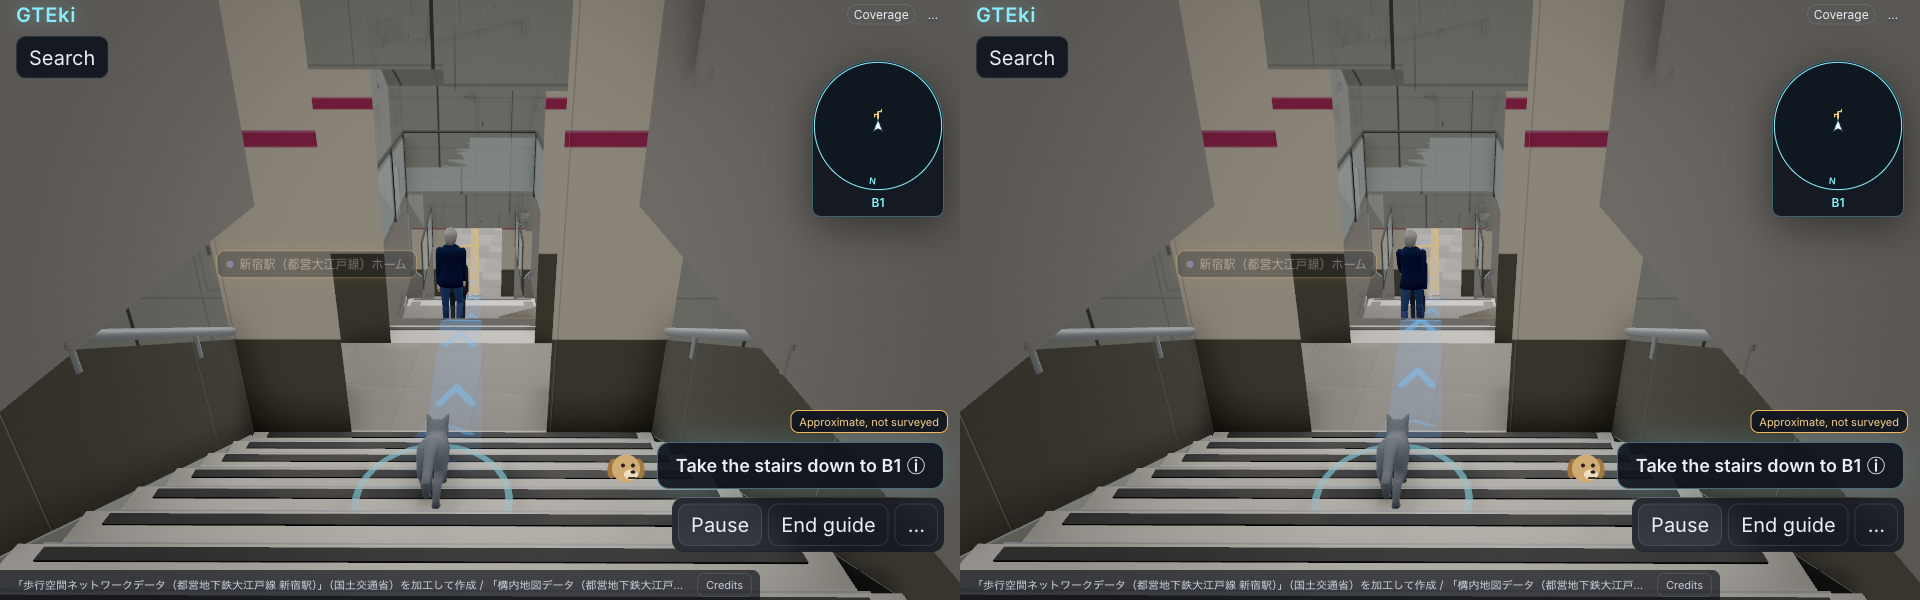 GTEki
Coverage
...
Search
N
B1
新宿駅（都営大江戸線）ホーム
Approximate, not surveyed
Take the stairs down to B1 ⓘ
Pause
End guide
...
「歩行空間ネットワークデータ（都営地下鉄大江戸線 新宿駅）」（国土交通省）を加工して作成 / 「構内地図データ（都営地下鉄大江戸...
Credits
GTEki
Coverage
...
Search
N
B1
新宿駅（都営大江戸線）ホーム
Approximate, not surveyed
Take the stairs down to B1 ⓘ
Pause
End guide
...
「歩行空間ネットワークデータ（都営地下鉄大江戸線 新宿駅）」（国土交通省）を加工して作成 / 「構内地図データ（都営地下鉄大江戸...
Credits